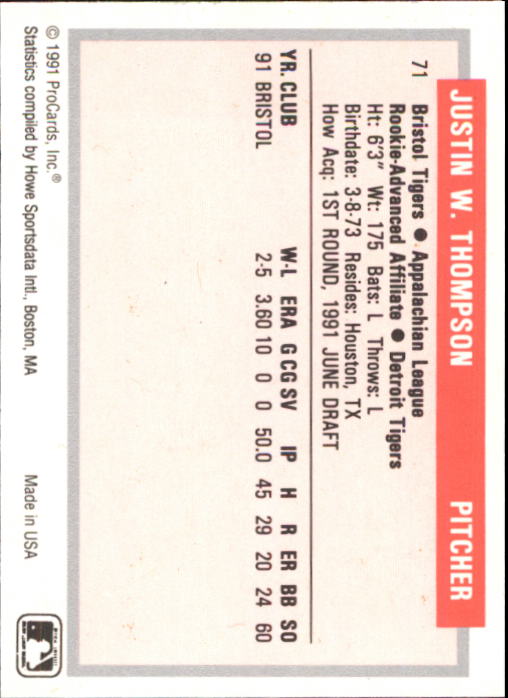 JUSTIN W. THOMPSON PITCHER
71 Bristol Tigers ● Appalachian League
Rookie-Advanced Affiliate ● Detroit Tigers
Ht: 6'3" Wt: 175 Bats: L Throws: L
Birthdate: 3-8-73 Resides: Houston, TX
How Acq: 1ST ROUND, 1991 JUNE DRAFT
YR. CLUB W-L ERA G CG SV IP H R ER BB SO
91 BRISTOL 2-5 3.60 10 0 0 50.0 45 29 20 24 60
© 1991 ProCards, Inc.® Made in USA
Statistics compiled by Howe Sportsdata Intl., Boston, MA